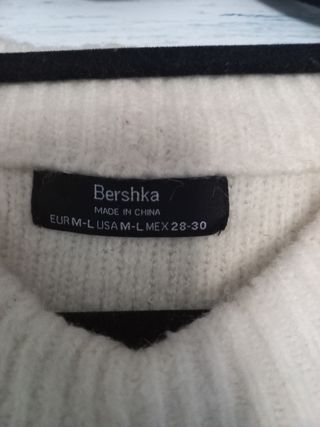 Bershka
MADE IN CHINA
EUR M-L USA M-L MEX 28-30